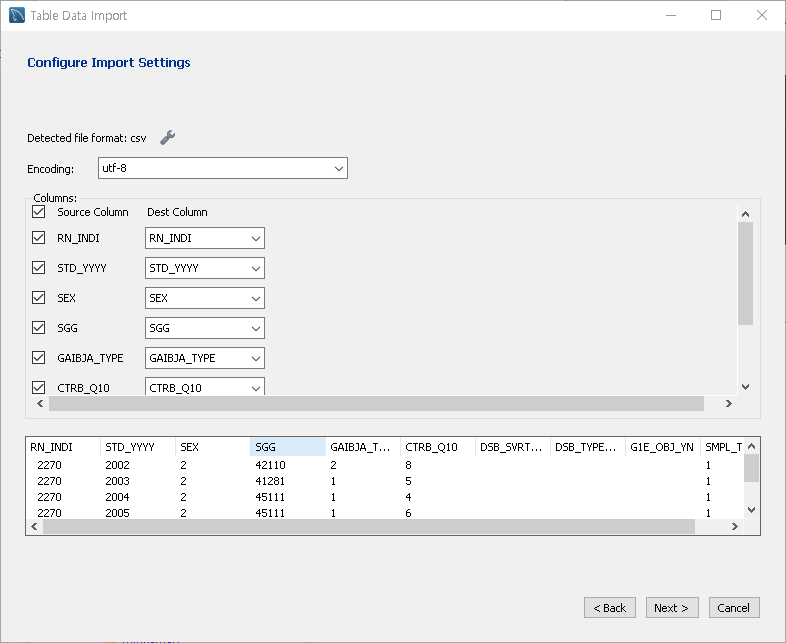 Table Data Import
Configure Import Settings
Detected file format: csv
Encoding: utf-8
Columns:
Source Column Dest Column
RN_INDI RN_INDI
STD_YYYY STD_YYYY
SEX SEX
SGG SGG
GAIBJA_TYPE GAIBJA_TYPE
CTRB_Q10 CTRB_Q10
RN_INDI STD_YYYY SEX SGG GAIBJA_T... CTRB_Q10 DSB_SVRT... DSB_TYPE... G1E_OBJ_YN SMPL_T
2270 2002 2 42110 2 8 1
2270 2003 2 41281 1 5 1
2270 2004 2 45111 1 4 1
2270 2005 2 45111 1 6 1
< Back Next > Cancel